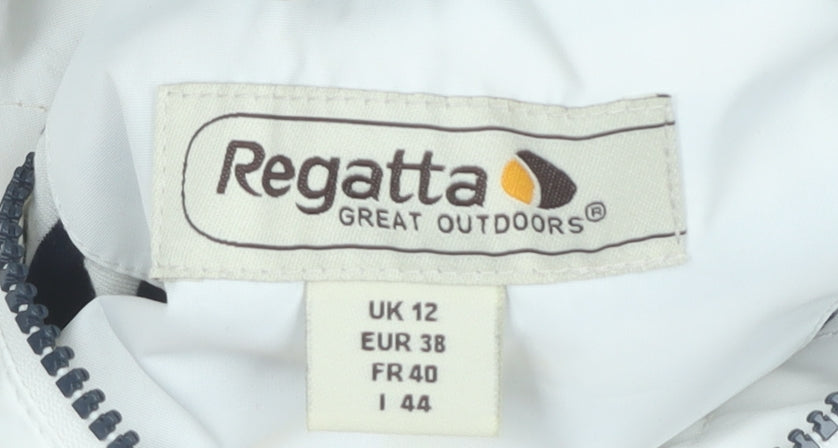 Regatta
GREAT OUTDOORS®
UK 12
EUR 38
FR 40
I 44